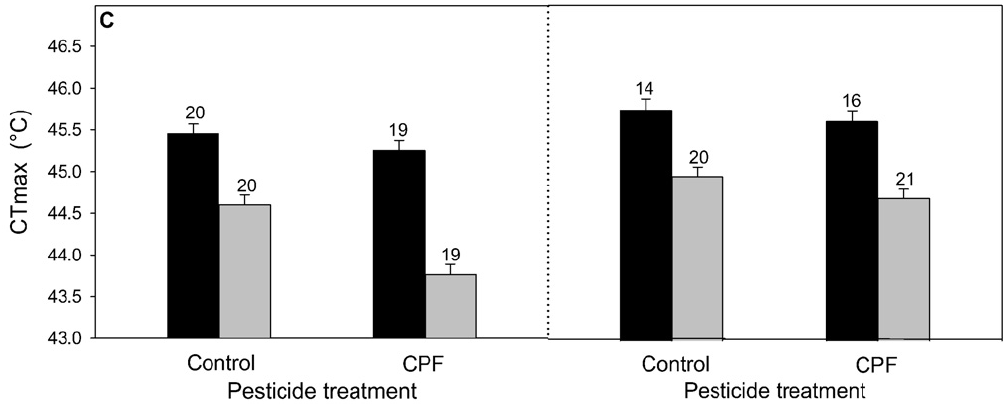 C
46.5
46.0
45.5
45.0
44.5
44.0
43.5
43.0
CTmax (°C)
20
20
19
19
14
20
16
21
Control
CPF
Control
CPF
Pesticide treatment
Pesticide treatment